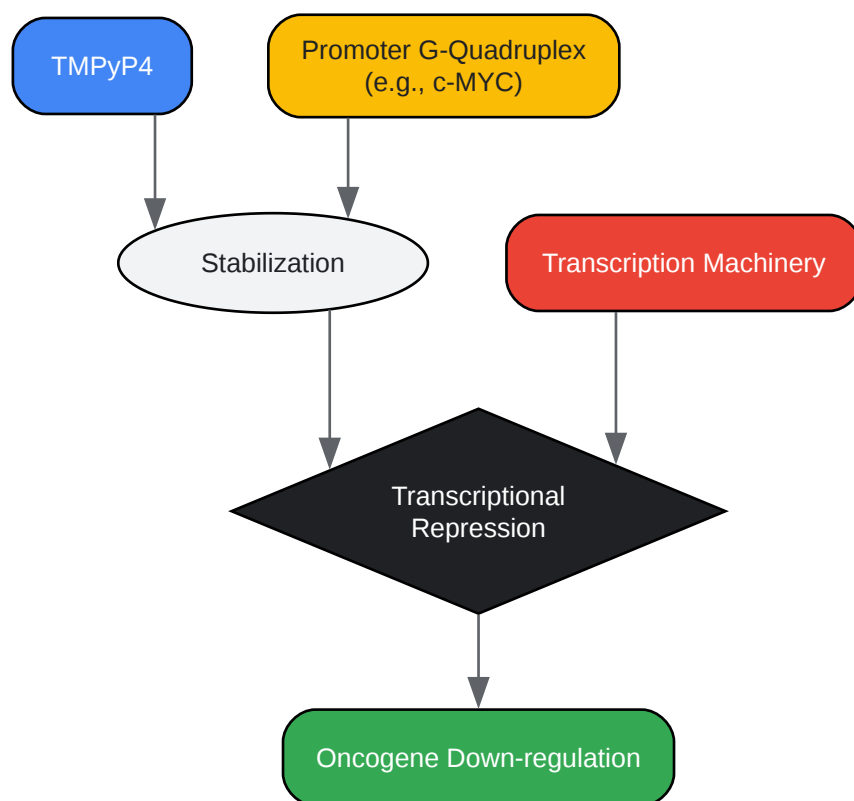 TMPyP4
Promoter G-Quadruplex
(e.g., c-MYC)
Stabilization
Transcription Machinery
Transcriptional
Repression
Oncogene Down-regulation